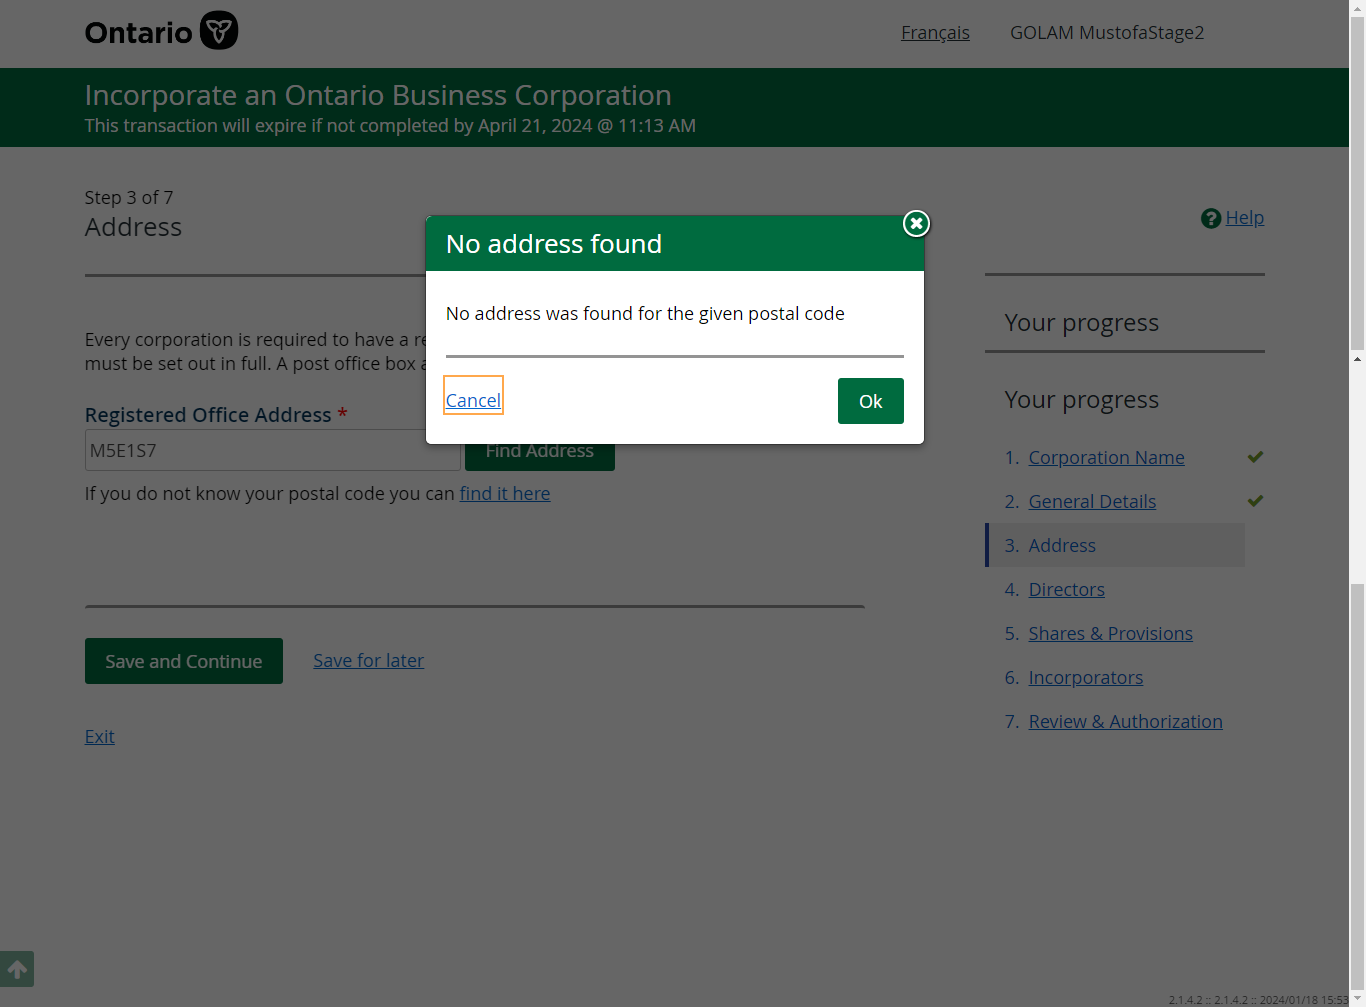 Ontario
Français
GOLAM MustofaStage2
Incorporate an Ontario Business Corporation
This transaction will expire if not completed by April 21, 2024 @ 11:13 AM
Step 3 of 7
Address
Help
No address found
No address was found for the given postal code
Cancel
Ok
Every corporation is required to have a
must be set out in full. A post office box
Registered Office Address *
M5E1S7
Find Address
If you do not know your postal code you can find it here
Save and Continue
Save for later
Exit
Your progress
Your progress
1. Corporation Name
2. General Details
3. Address
4. Directors
5. Shares & Provisions
6. Incorporators
7. Review & Authorization
2.1.4.2 :: 2.1.4.2 :: 2024/01/18 15:53